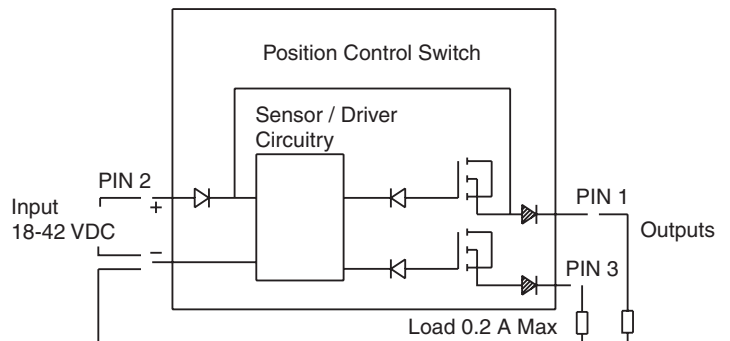 Position Control Switch
Sensor / Driver
Circuitry
PIN 2
+
Input
18-42 VDC
−
PIN 1
Outputs
PIN 3
Load 0.2 A Max